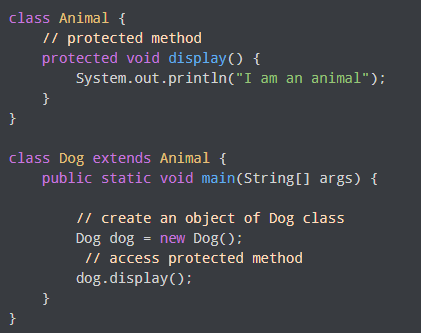 class Animal {
    // protected method
    protected void display() {
        System.out.println("I am an animal");
    }
}

class Dog extends Animal {
    public static void main(String[] args) {

        // create an object of Dog class
        Dog dog = new Dog();
         // access protected method
        dog.display();
    }
}